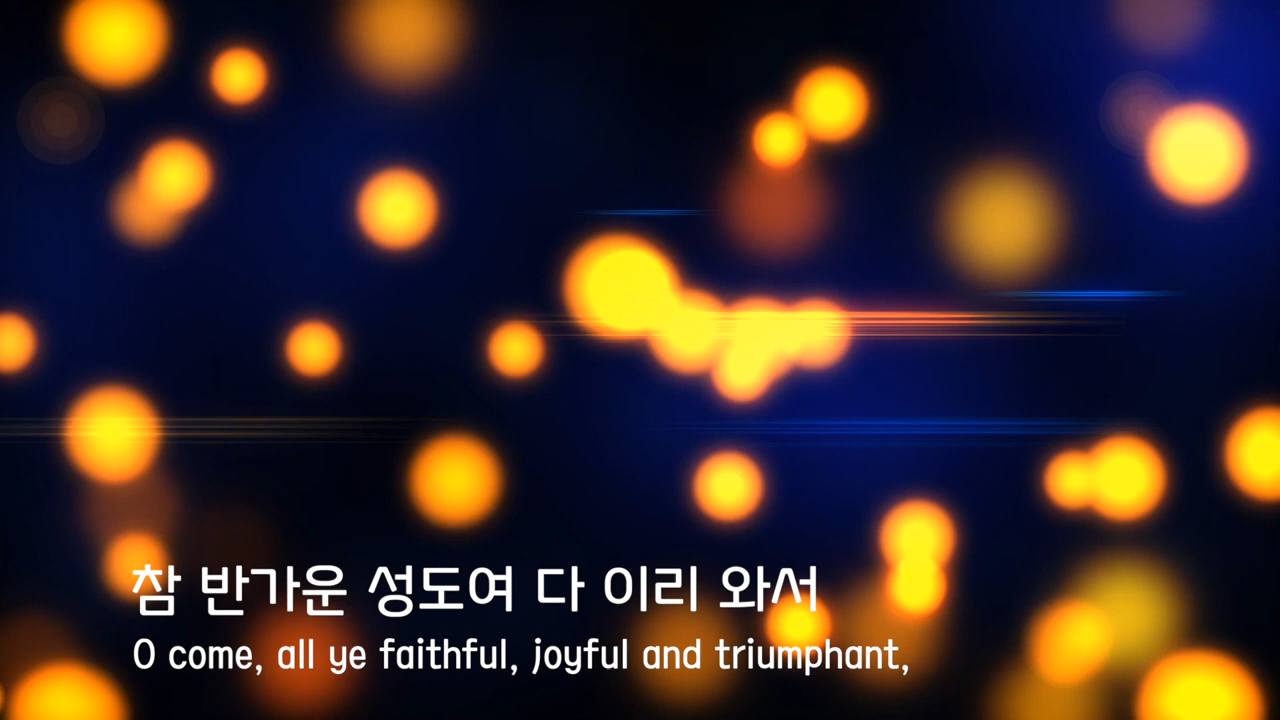 참 반가운 성도여 다 이리 와서
O come, all ye faithful, joyful and triumphant,